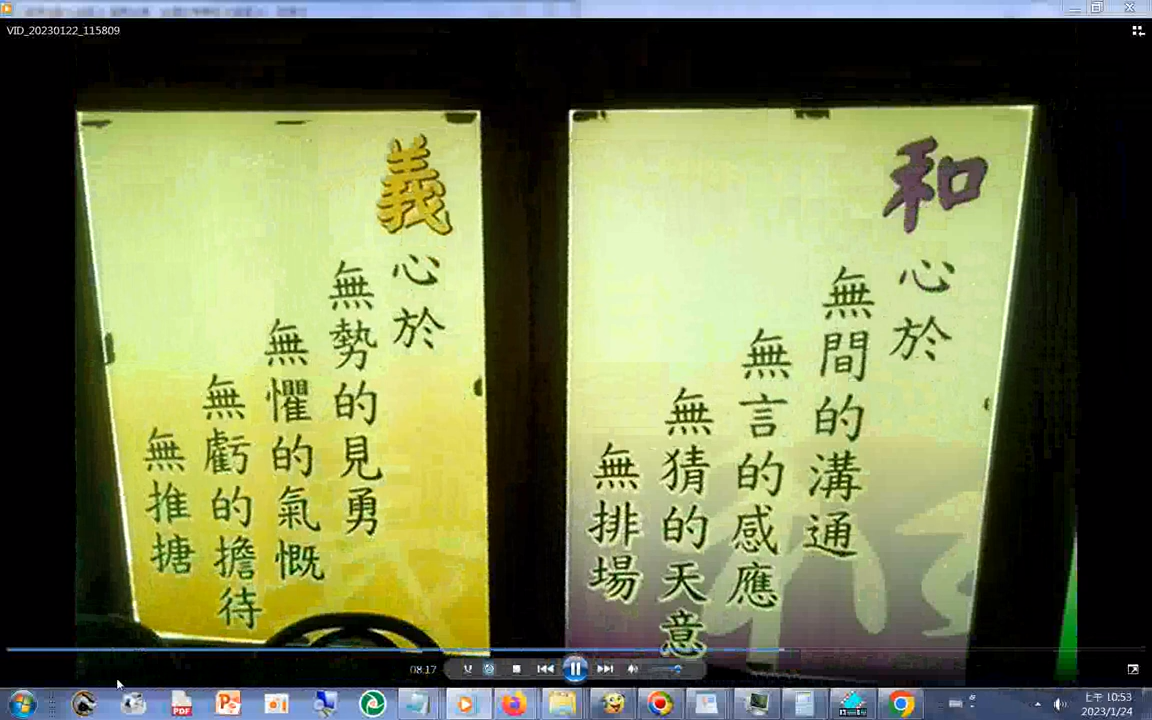 VID_20230122_115809
和
心於
無間的溝通
無言的感應
無猜的天意
無排場
義
心於
無勢的見勇
無懼的氣慨
無虧的擔待
無推搪
08:17
上午 10:53
2023/1/24